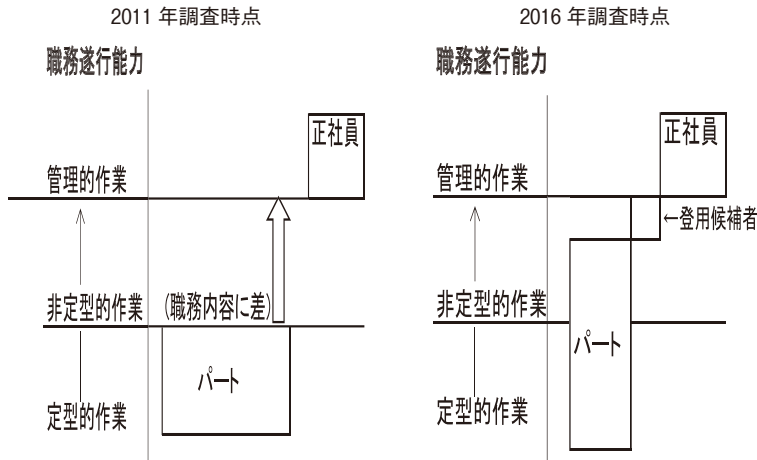 2011 年調査時点
職務遂行能力
正社員
管理的作業
非定型的作業
(職務内容に差)
パート
定型的作業
2016 年調査時点
職務遂行能力
正社員
管理的作業
←登用候補者
非定型的作業
パート
定型的作業